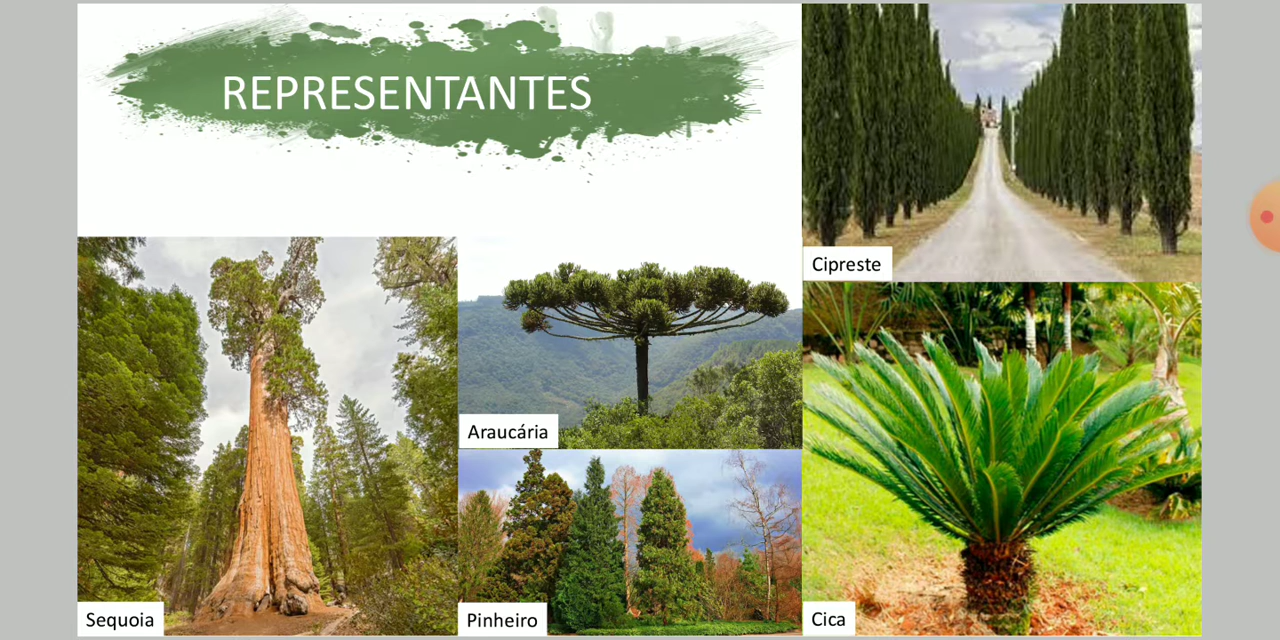 REPRESENTANTES
Cipreste
Araucária
Sequoia
Pinheiro
Cica